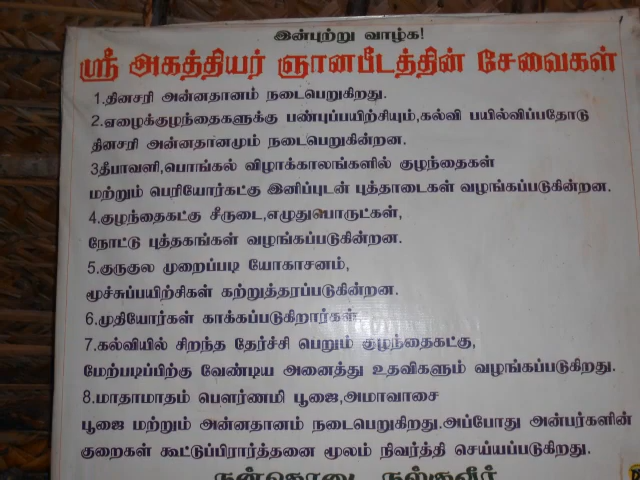 இன்புற்று வாழ்க!
ஸ்ரீ அகத்தியர் ஞானபீடத்தின் சேவைகள்
1.தினசரி அன்னதானம் நடைபெறுகிறது.
2.ஏழைக்குழந்தைகளுக்கு பண்புப்பயிற்சியும்,கல்வி பயில்விப்பதோடு
தினசரி அன்னதானமும் நடைபெறுகின்றன.
3தீபாவளி,பொங்கல் விழாக்காலங்களில் குழந்தைகள்
மற்றும் பெரியோர்கட்கு இனிப்புடன் புத்தாடைகள் வழங்கப்படுகின்றன.
4.குழந்தைகட்கு சீருடை,எழுதுபொருட்கள்,
நோட்டு புத்தகங்கள் வழங்கப்படுகின்றன.
5.குருகுல முறைப்படி யோகாசனம்,
மூச்சுப்பயிற்சிகள் கற்றுத்தரப்படுகின்றன.
6.முதியோர்கள் காக்கப்படுகிறார்கள்.
7.கல்வியில் சிறந்த தேர்ச்சி பெறும் குழந்தைகட்கு,
மேற்படிப்பிற்கு வேண்டிய அனைத்து உதவிகளும் வழங்கப்படுகிறது.
8.மாதாமாதம் பௌர்ணமி பூஜை,அமாவாசை
பூஜை மற்றும் அன்னதானம் நடைபெறுகிறது.அப்போது அன்பர்களின்
குறைகள் கூட்டுப்பிரார்த்தனை மூலம் நிவர்த்தி செய்யப்படுகிறது.
நன்கொடை நல்கவீர்